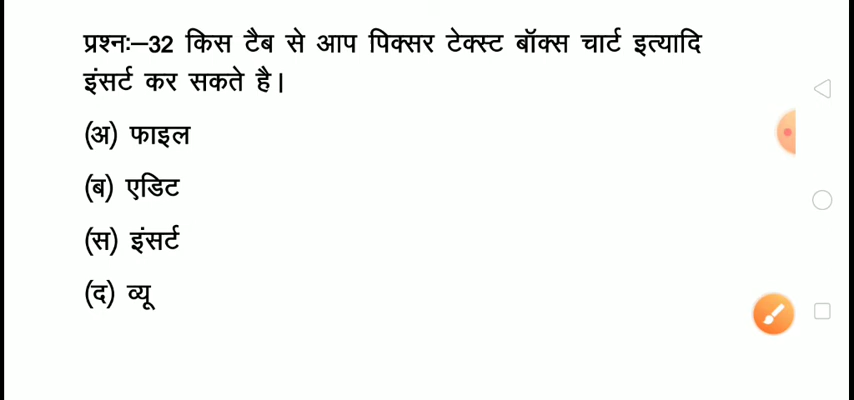 प्रश्नः–32 किस टैब से आप पिक्सर टेक्स्ट बॉक्स चार्ट इत्यादि
इंसर्ट कर सकते है।
(अ) फाइल
(ब) एडिट
(स) इंसर्ट
(द) व्यू